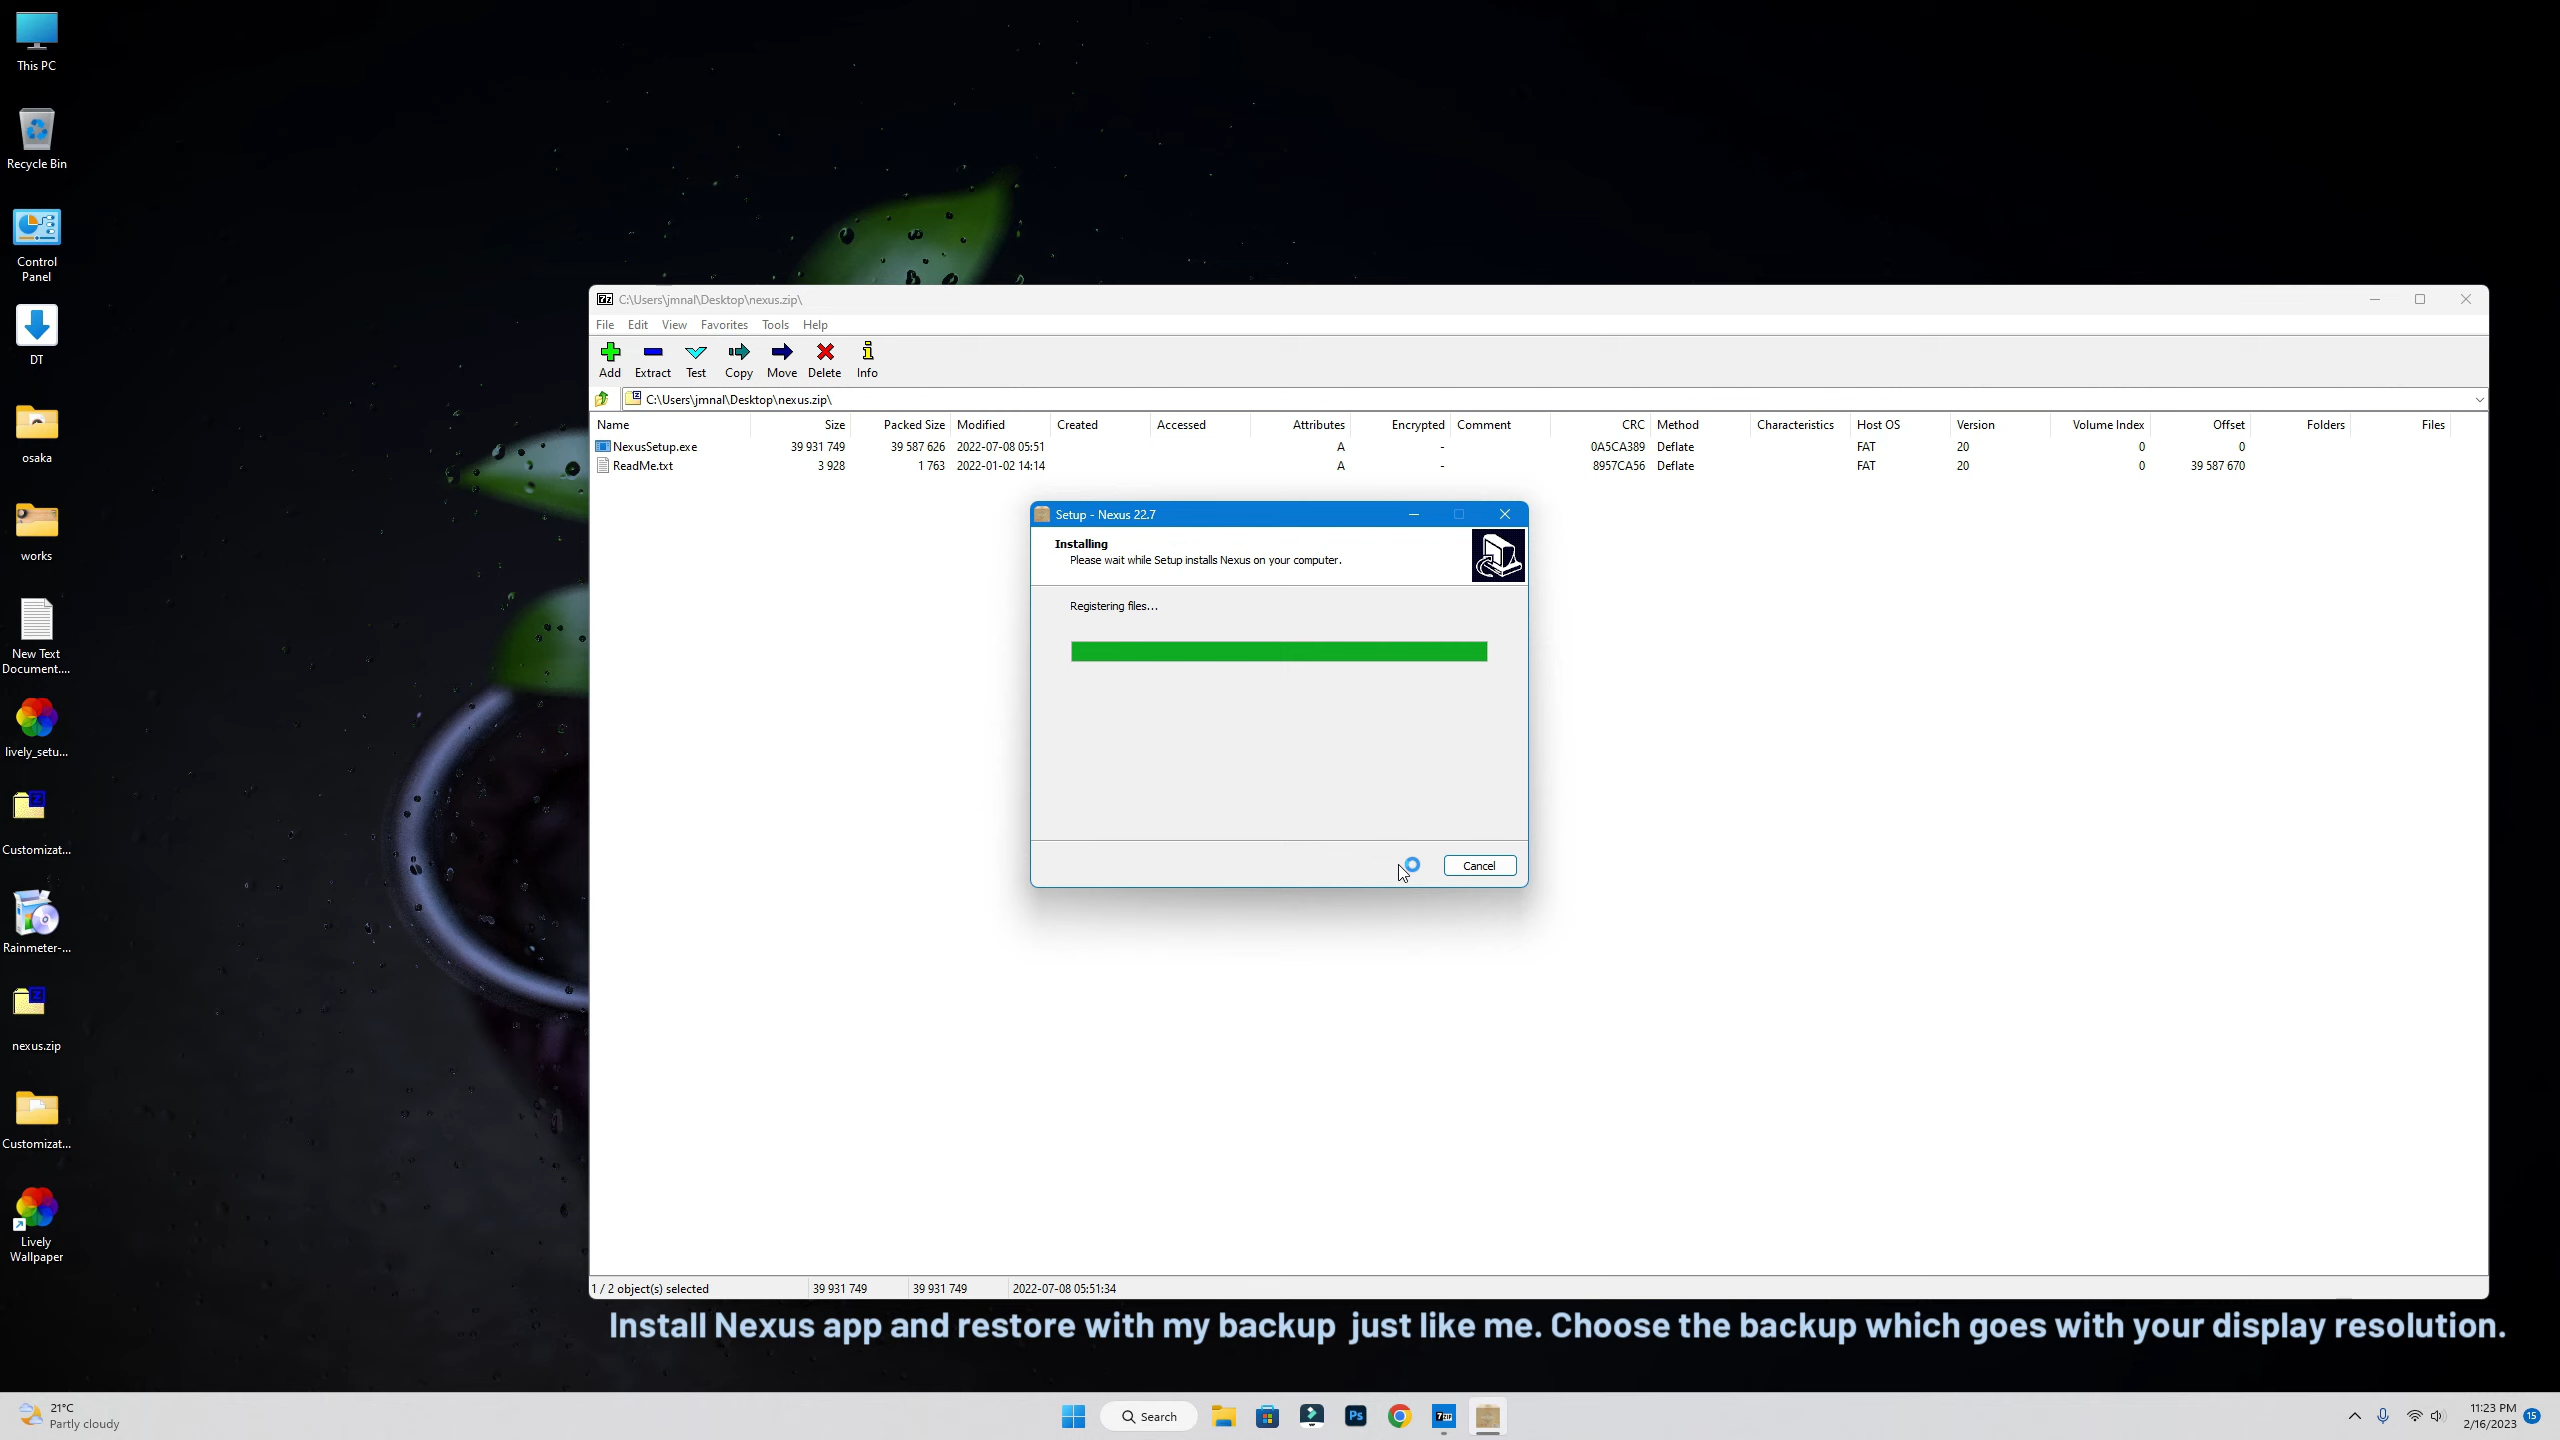 This PC
Recycle Bin
Control
Panel
DT
osaka
works
New Text
Document....
lively_setu...
Customizat...
Rainmeter-...
nexus.zip
Customizat...
Lively
Wallpaper
C:\Users\jmnal\Desktop\nexus.zip\
File Edit View Favorites Tools Help
Add Extract Test Copy Move Delete Info
C:\Users\jmnal\Desktop\nexus.zip\
Name Size Packed Size Modified Created Accessed Attributes Encrypted Comment CRC Method Characteristics Host OS Version Volume Index Offset Folders Files
NexusSetup.exe 39 931 749 39 587 626 2022-07-08 05:51 A - 0A5CA389 Deflate FAT 20 0 0
ReadMe.txt 3 928 1 763 2022-01-02 14:14 A - 8957CA56 Deflate FAT 20 0 39 587 670
Setup - Nexus 22.7
Installing
Please wait while Setup installs Nexus on your computer.
Registering files...
Cancel
1 / 2 object(s) selected 39 931 749 39 931 749 2022-07-08 05:51:34
Install Nexus app and restore with my backup just like me. Choose the backup which goes with your display resolution.
21°C
Partly cloudy
Search
Ps
7ZIP
11:23 PM
2/16/2023
15